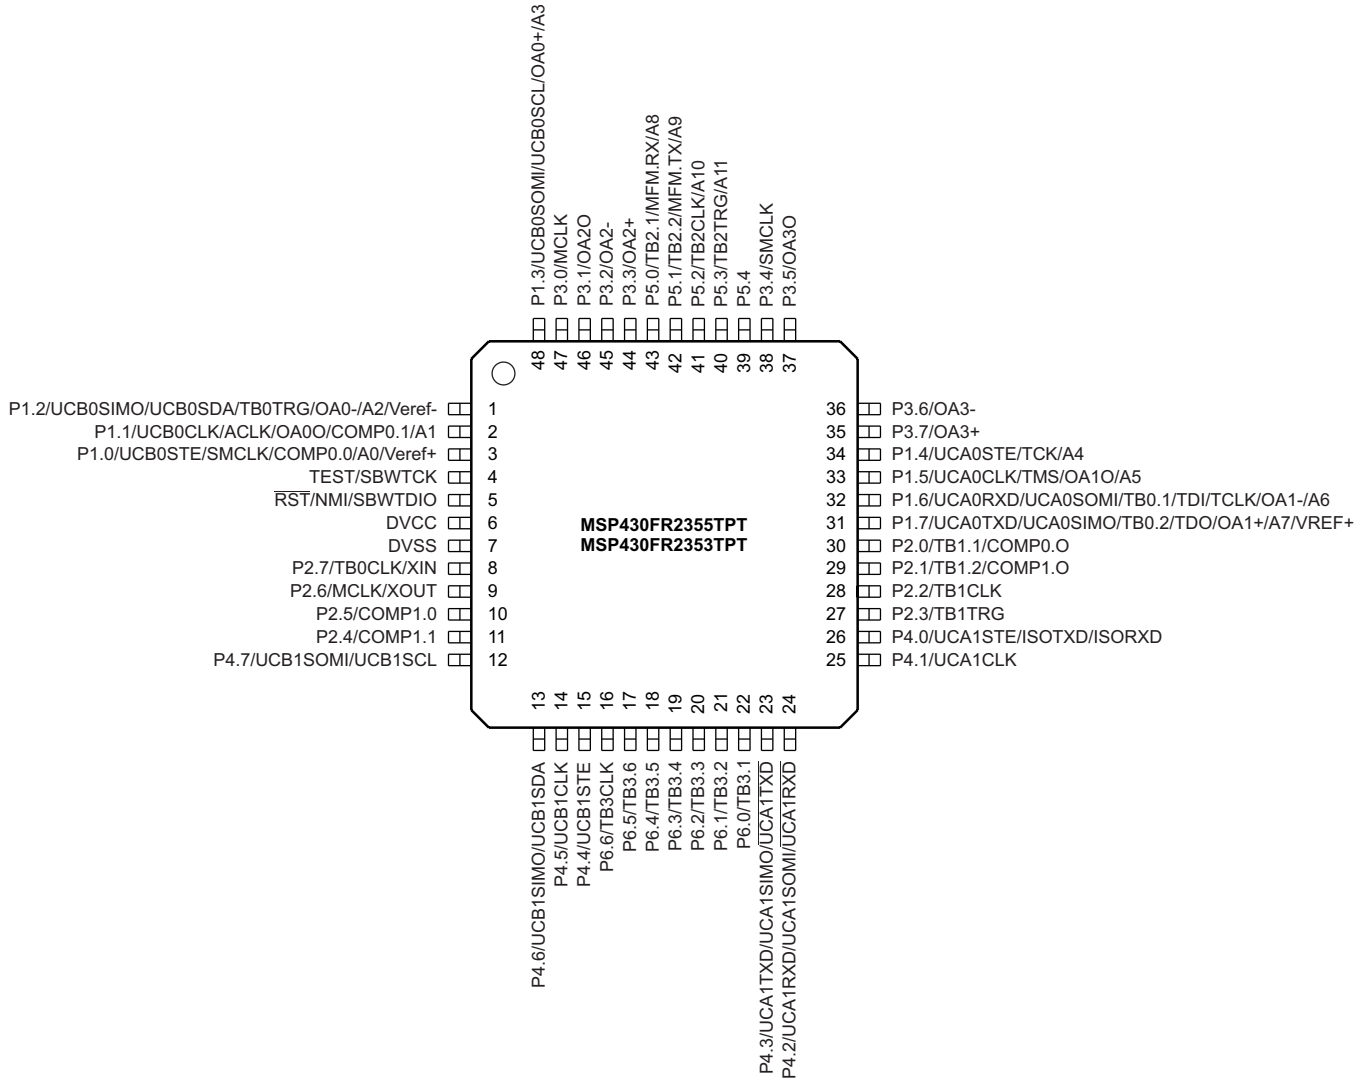 P1.3/UCB0SOMI/UCB0SCL/OA0+/A3
P3.0/MCLK
P3.1/OA2O
P3.2/OA2-
P3.3/OA2+
P5.0/TB2.1/MFM.RX/A8
P5.1/TB2.2/MFM.TX/A9
P5.2/TB2CLK/A10
P5.3/TB2TRG/A11
P5.4
P3.4/SMCLK
P3.5/OA3O
48
47
46
45
44
43
42
41
40
39
38
37
P1.2/UCB0SIMO/UCB0SDA/TB0TRG/OA0-/A2/Veref- 1
P1.1/UCB0CLK/ACLK/OA0O/COMP0.1/A1 2
P1.0/UCB0STE/SMCLK/COMP0.0/A0/Veref+ 3
TEST/SBWTCK 4
RST/NMI/SBWTDIO 5
DVCC 6
DVSS 7
P2.7/TB0CLK/XIN 8
P2.6/MCLK/XOUT 9
P2.5/COMP1.0 10
P2.4/COMP1.1 11
P4.7/UCB1SOMI/UCB1SCL 12
MSP430FR2355TPT
MSP430FR2353TPT
36 P3.6/OA3-
35 P3.7/OA3+
34 P1.4/UCA0STE/TCK/A4
33 P1.5/UCA0CLK/TMS/OA1O/A5
32 P1.6/UCA0RXD/UCA0SOMI/TB0.1/TDI/TCLK/OA1-/A6
31 P1.7/UCA0TXD/UCA0SIMO/TB0.2/TDO/OA1+/A7/VREF+
30 P2.0/TB1.1/COMP0.O
29 P2.1/TB1.2/COMP1.O
28 P2.2/TB1CLK
27 P2.3/TB1TRG
26 P4.0/UCA1STE/ISOTXD/ISORXD
25 P4.1/UCA1CLK
13
14
15
16
17
18
19
20
21
22
23
24
P4.6/UCB1SIMO/UCB1SDA
P4.5/UCB1CLK
P4.4/UCB1STE
P6.6/TB3CLK
P6.5/TB3.6
P6.4/TB3.5
P6.3/TB3.4
P6.2/TB3.3
P6.1/TB3.2
P6.0/TB3.1
P4.3/UCA1TXD/UCA1SIMO/UCA1TXD
P4.2/UCA1RXD/UCA1SOMI/UCA1RXD